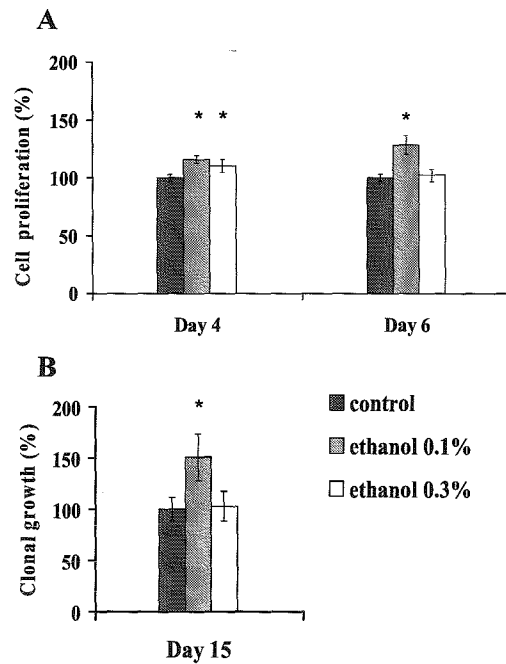 A
Cell proliferation (%)
200
150
100
50
0
* *
*
Day 4
Day 6
B
Clonal growth (%)
200
150
100
50
0
*
Day 15
control
ethanol 0.1%
ethanol 0.3%